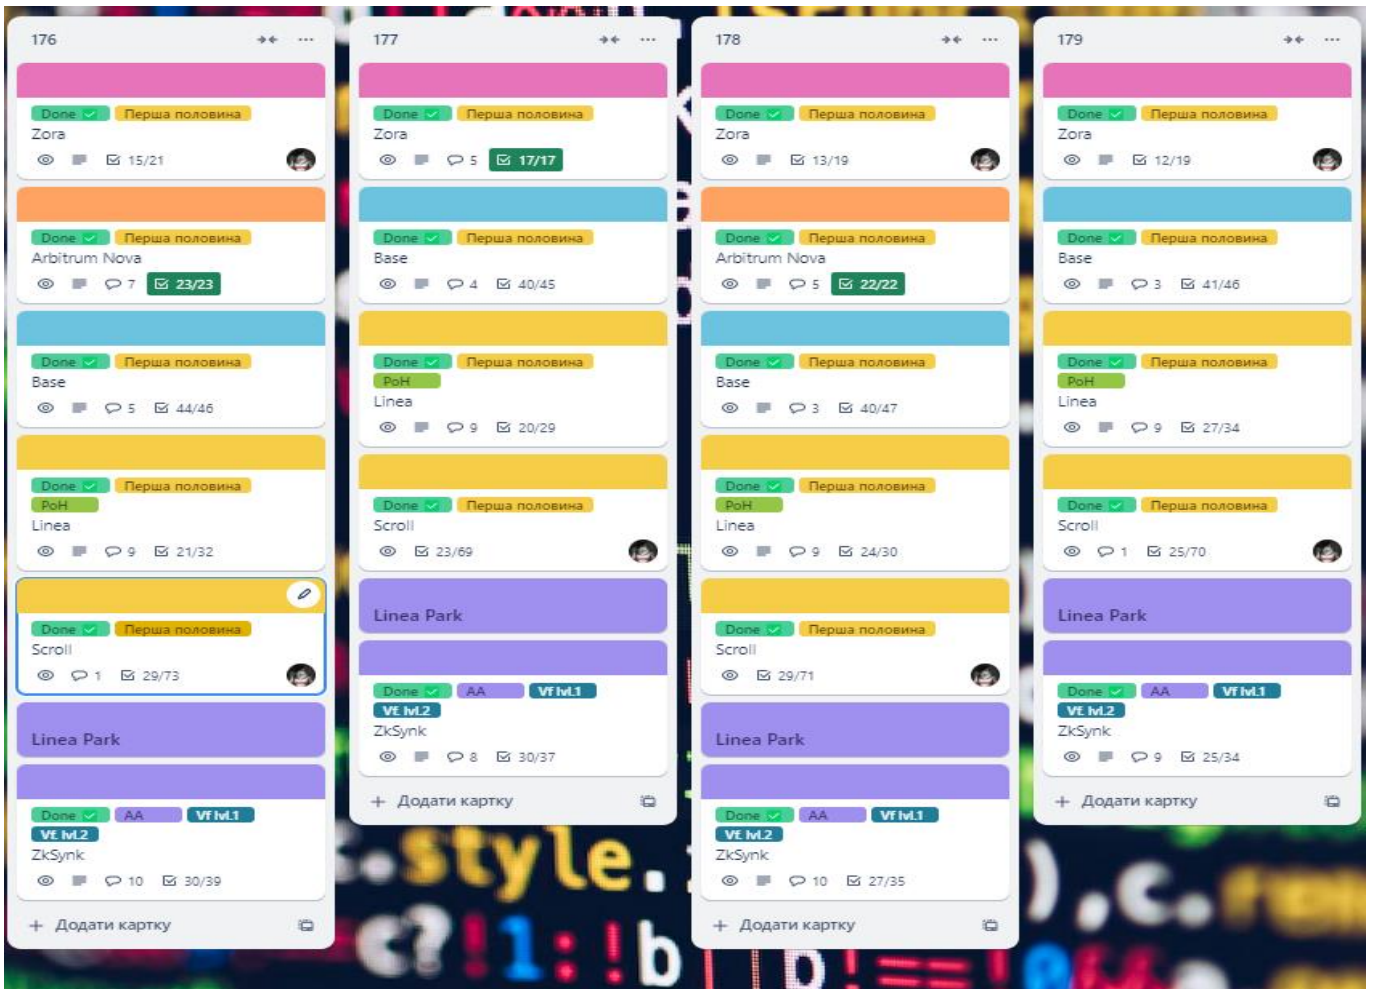 176
Done ✅ Перша половина
Zora
15/21
Done ✅ Перша половина
Arbitrum Nova
7 23/23
Done ✅ Перша половина
Base
5 44/46
Done ✅ Перша половина
PoH
Linea
9 21/32
Done ✅ Перша половина
Scroll
1 29/73
Linea Park
Done ✅ AA Vf lvl.1
Vf. lvl.2
ZkSynk
10 30/39
+ Додати картку
177
Done ✅ Перша половина
Zora
5 17/17
Done ✅ Перша половина
Base
4 40/45
Done ✅ Перша половина
PoH
Linea
9 20/29
Done ✅ Перша половина
Scroll
23/69
Linea Park
Done ✅ AA Vf lvl.1
Vf. lvl.2
ZkSynk
8 30/37
+ Додати картку
178
Done ✅ Перша половина
Zora
13/19
Done ✅ Перша половина
Arbitrum Nova
5 22/22
Done ✅ Перша половина
Base
3 40/47
Done ✅ Перша половина
PoH
Linea
9 24/30
Done ✅ Перша половина
Scroll
29/71
Linea Park
Done ✅ AA Vf lvl.1
Vf. lvl.2
ZkSynk
10 27/35
+ Додати картку
179
Done ✅ Перша половина
Zora
12/19
Done ✅ Перша половина
Base
3 41/46
Done ✅ Перша половина
PoH
Linea
9 27/34
Done ✅ Перша половина
Scroll
1 25/70
Linea Park
Done ✅ AA Vf lvl.1
Vf. lvl.2
ZkSynk
9 25/34
+ Додати картку
c.style.
), c.
=c?!1:!b
b!==